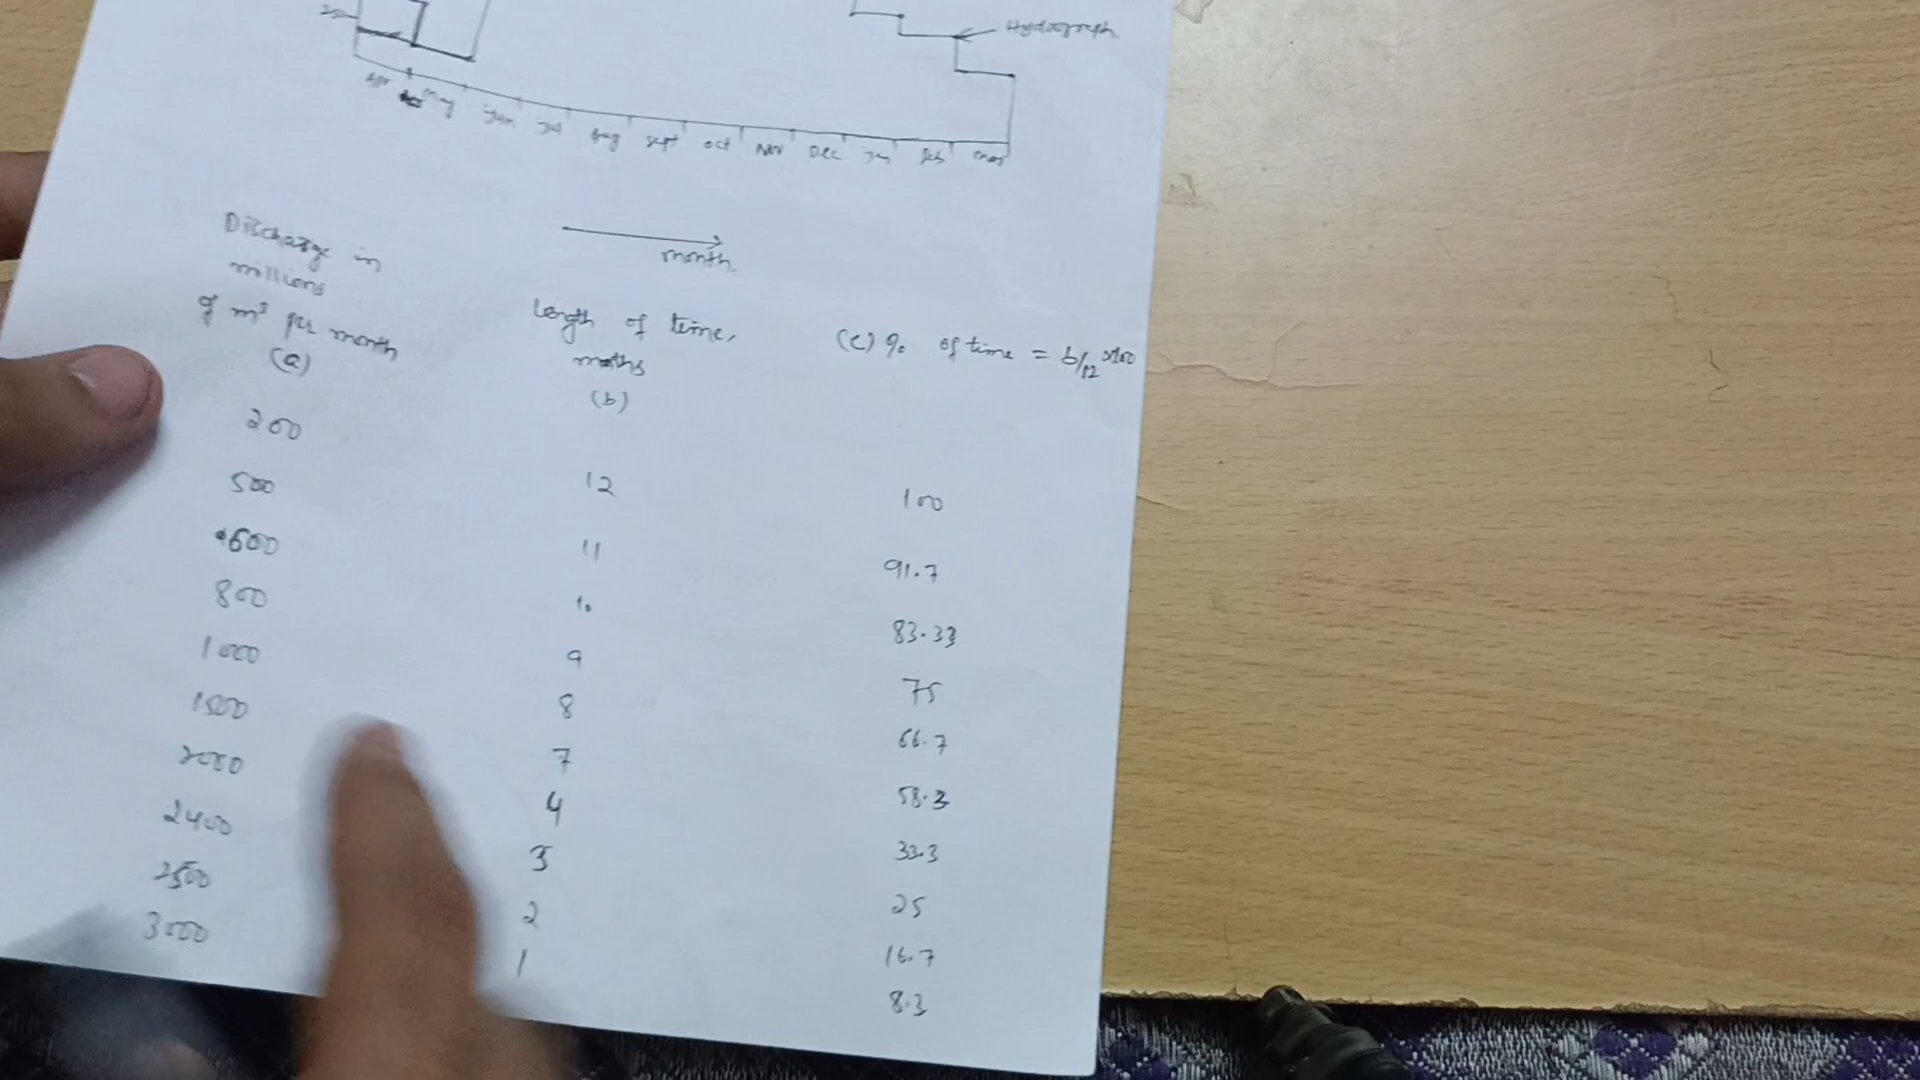 Hydograph
Apr May Jun Jul Aug sept oct Nov Dec Jan Feb mar
month
Discharge in
millions
of m³ per month
(a)
length of time,
(b)
(c) % of time = b/12 x100
200 12 100
500 11 91.7
600 10 83.33
800 9 75
1000 8 66.7
1500 7 58.3
2000 4 33.3
2400 3 25
2500 2 16.7
3000 1 8.3